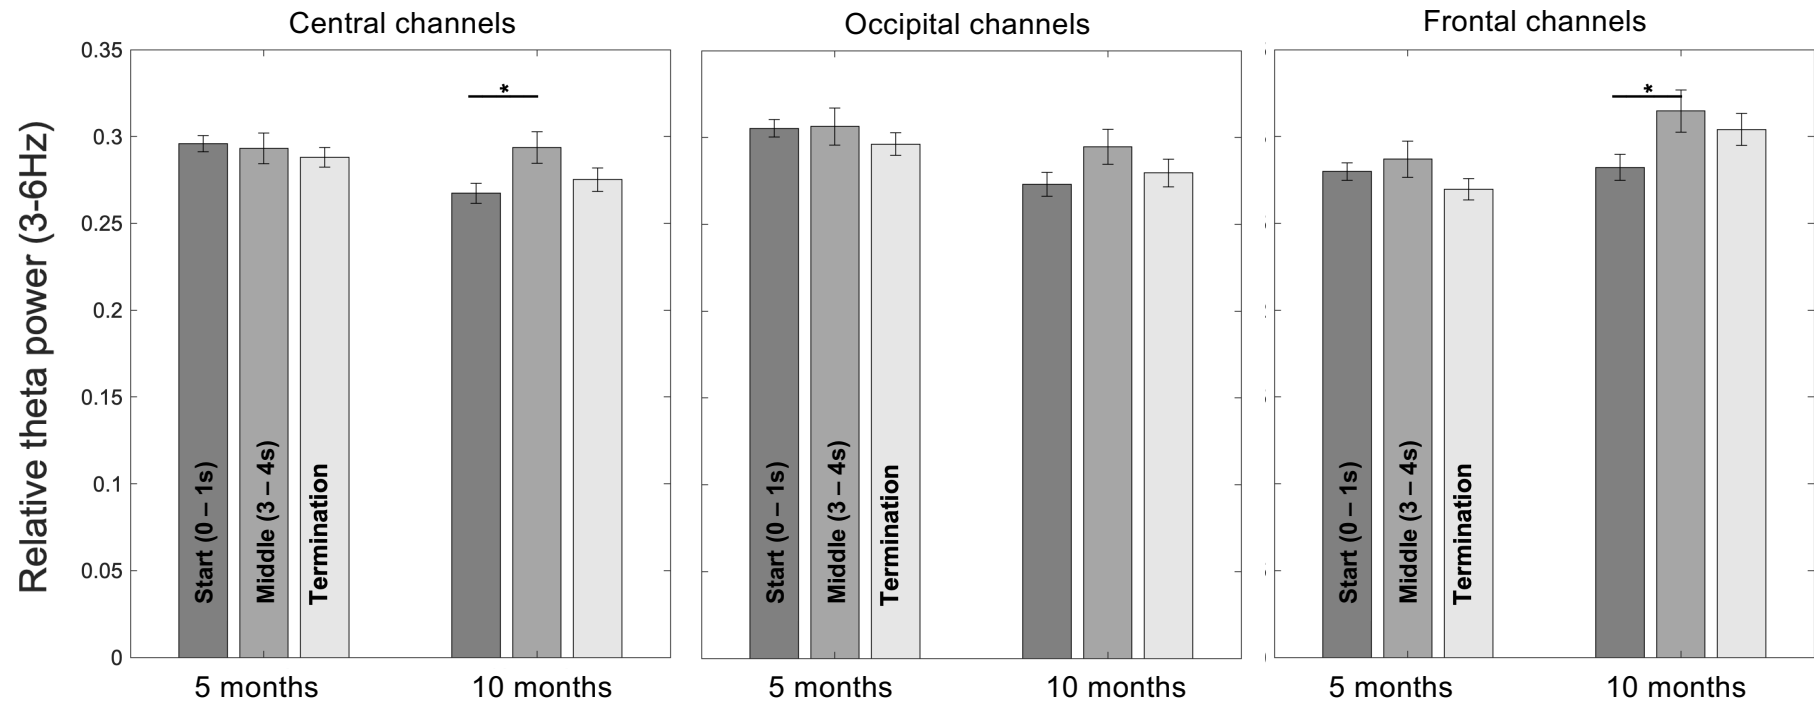 Central channels
Occipital channels
Frontal channels
Relative theta power (3-6Hz)
0.35
0.3
0.25
0.2
0.15
0.1
0.05
0
*
*
Start (0 – 1s)
Middle (3 – 4s)
Termination
Start (0 – 1s)
Middle (3 – 4s)
Termination
Start (0 – 1s)
Middle (3 – 4s)
Termination
5 months
10 months
5 months
10 months
5 months
10 months